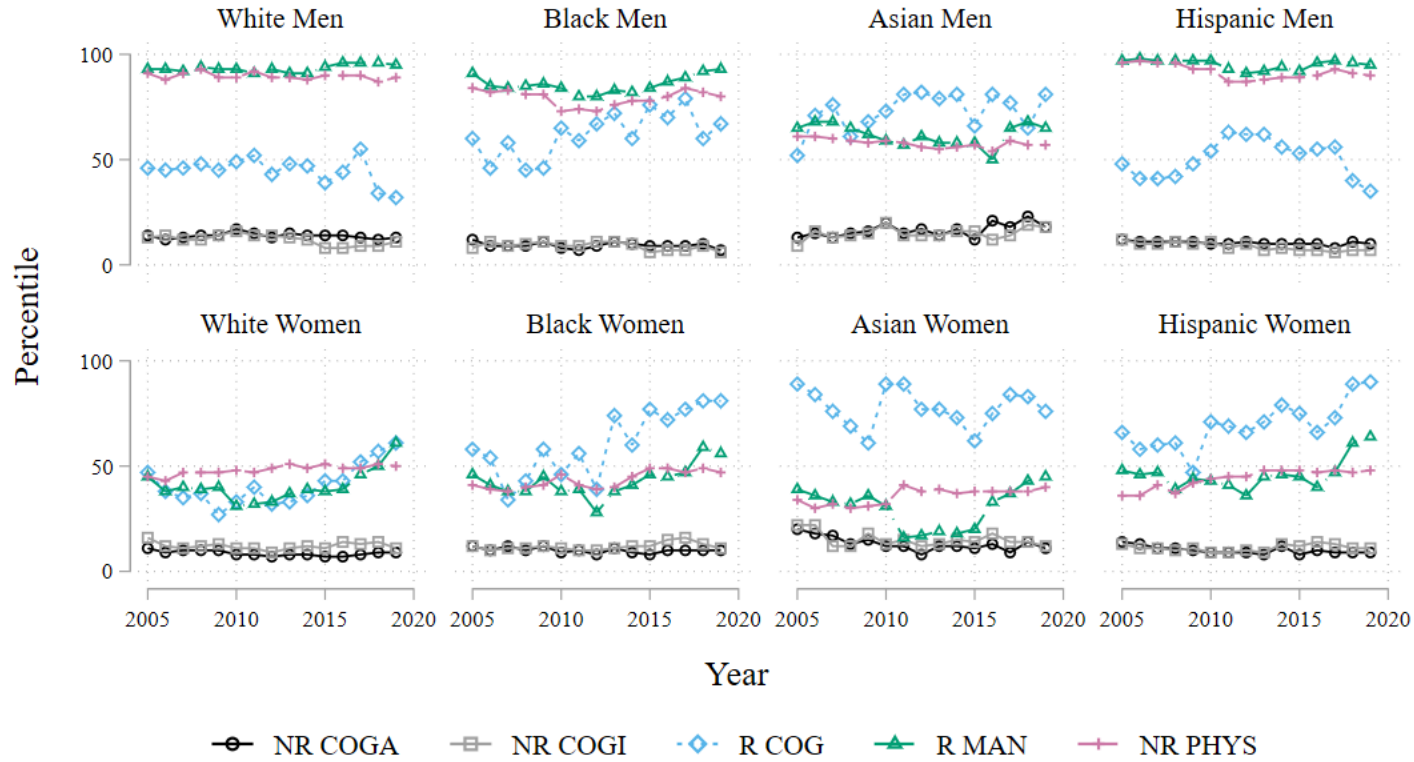 White Men Black Men Asian Men Hispanic Men
100
50
0
White Women Black Women Asian Women Hispanic Women
100
50
0
Percentile
2005 2010 2015 2020 2005 2010 2015 2020 2005 2010 2015 2020 2005 2010 2015 2020
Year
NR COGA NR COGI R COG R MAN NR PHYS